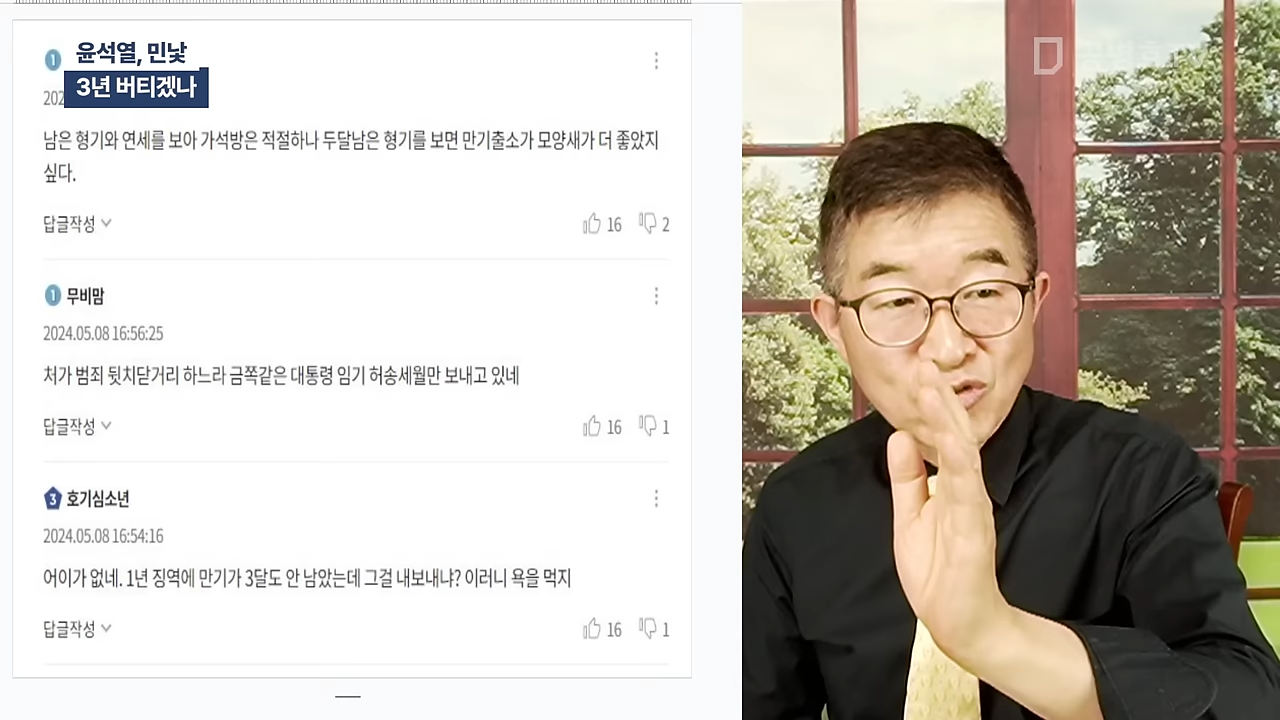 윤석열, 민낯
3년 버티겠나
1
202
남은 형기와 연세를 보아 가석방은 적절하나 두달남은 형기를 보면 만기출소가 모양새가 더 좋았지
싶다.
답글작성
16
2
1 무비맘
2024.05.08 16:56:25
처가 범죄 뒷치닫거리 하느라 금쪽같은 대통령 임기 허송세월만 보내고 있네
답글작성
16
1
3 호기심소년
2024.05.08 16:54:16
어이가 없네. 1년 징역에 만기가 3달도 안 남았는데 그걸 내보내냐? 이러니 욕을 먹지
답글작성
16
1